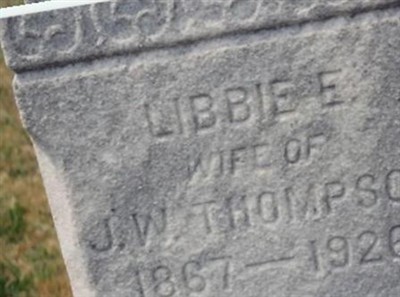 LIBBIE E.
WIFE OF
J.W. THOMPSO
1867-1926